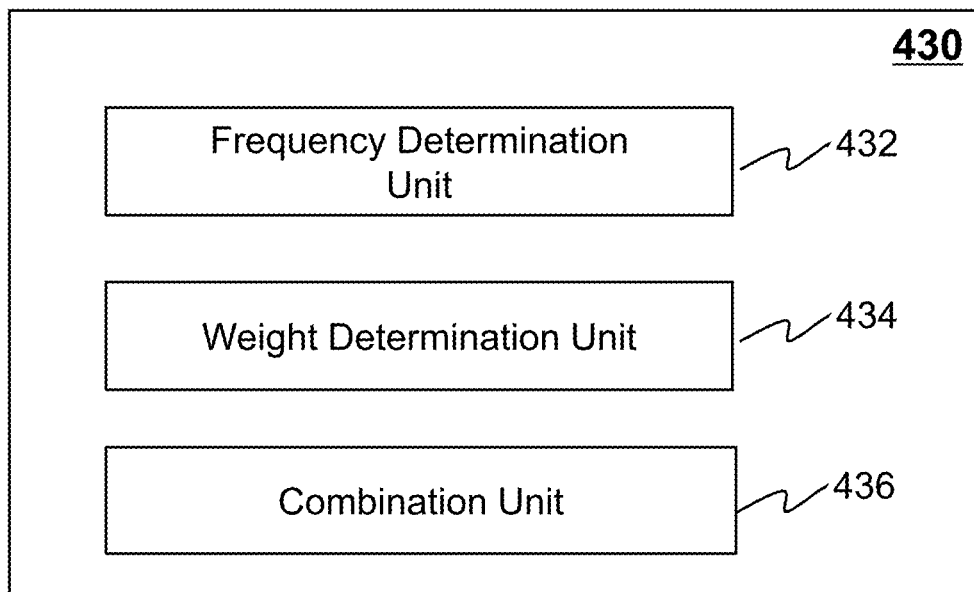 430
Frequency Determination
Unit
432
Weight Determination Unit
434
Combination Unit
436